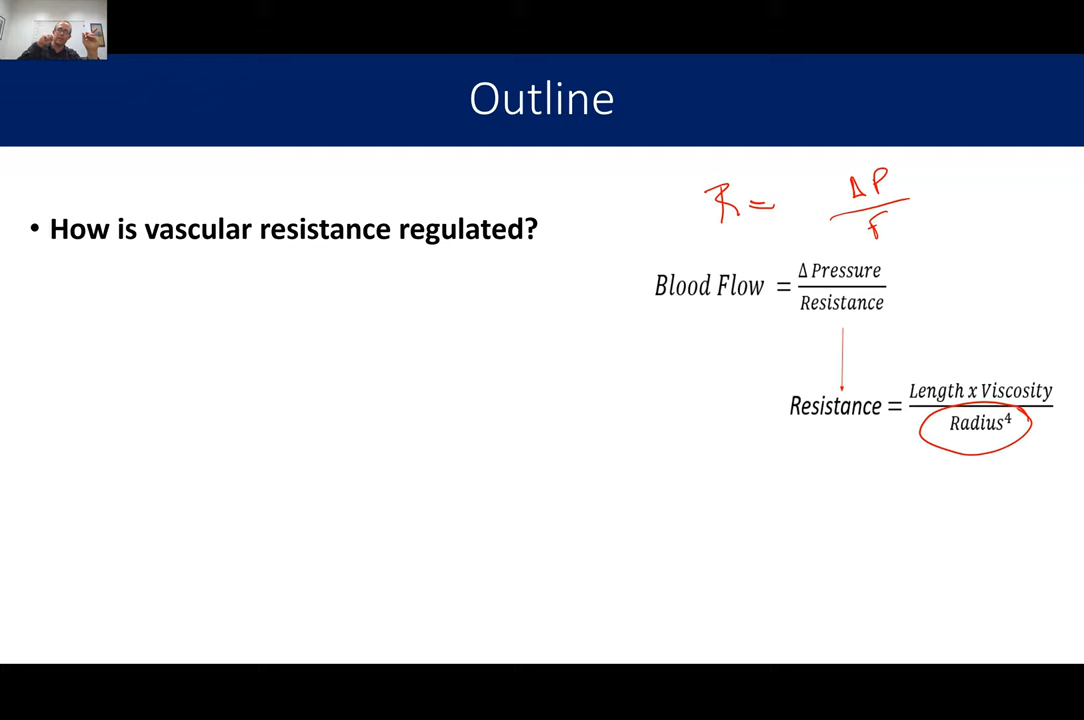 Outline
• How is vascular resistance regulated?
R = ΔP / F
Blood Flow = Δ Pressure / Resistance
Resistance = Length x Viscosity / Radius⁴